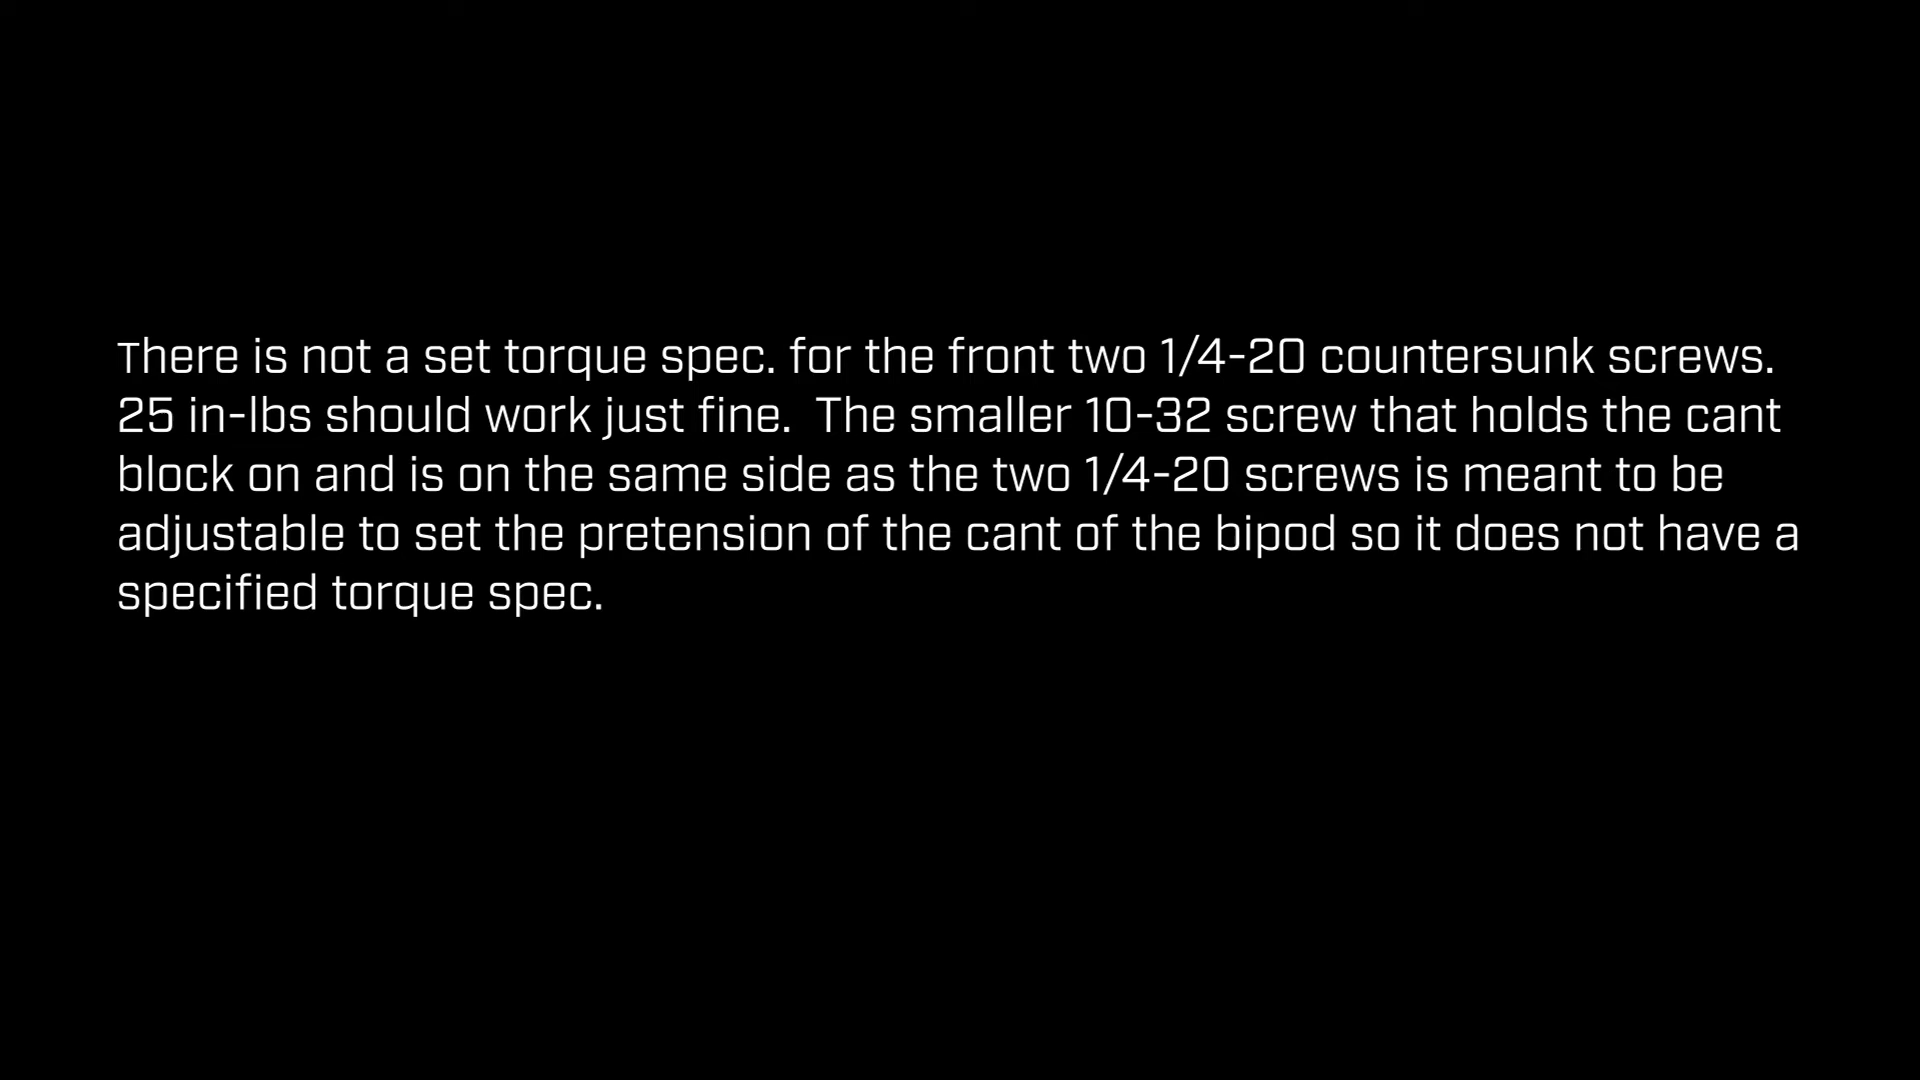 There is not a set torque spec. for the front two 1/4-20 countersunk screws.
25 in-lbs should work just fine.  The smaller 10-32 screw that holds the cant
block on and is on the same side as the two 1/4-20 screws is meant to be
adjustable to set the pretension of the cant of the bipod so it does not have a
specified torque spec.